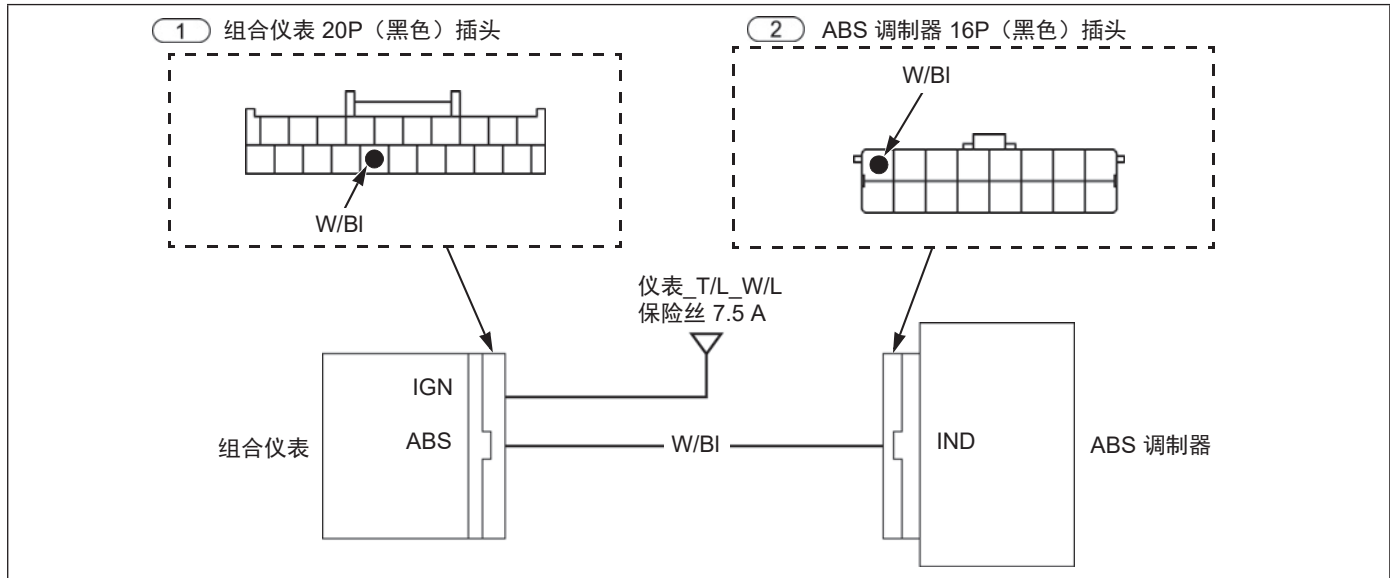 1 组合仪表 20P（黑色）插头
2 ABS 调制器 16P（黑色）插头
W/Bl
W/Bl
仪表_T/L_W/L
保险丝 7.5 A
IGN
组合仪表
ABS
W/Bl
IND
ABS 调制器